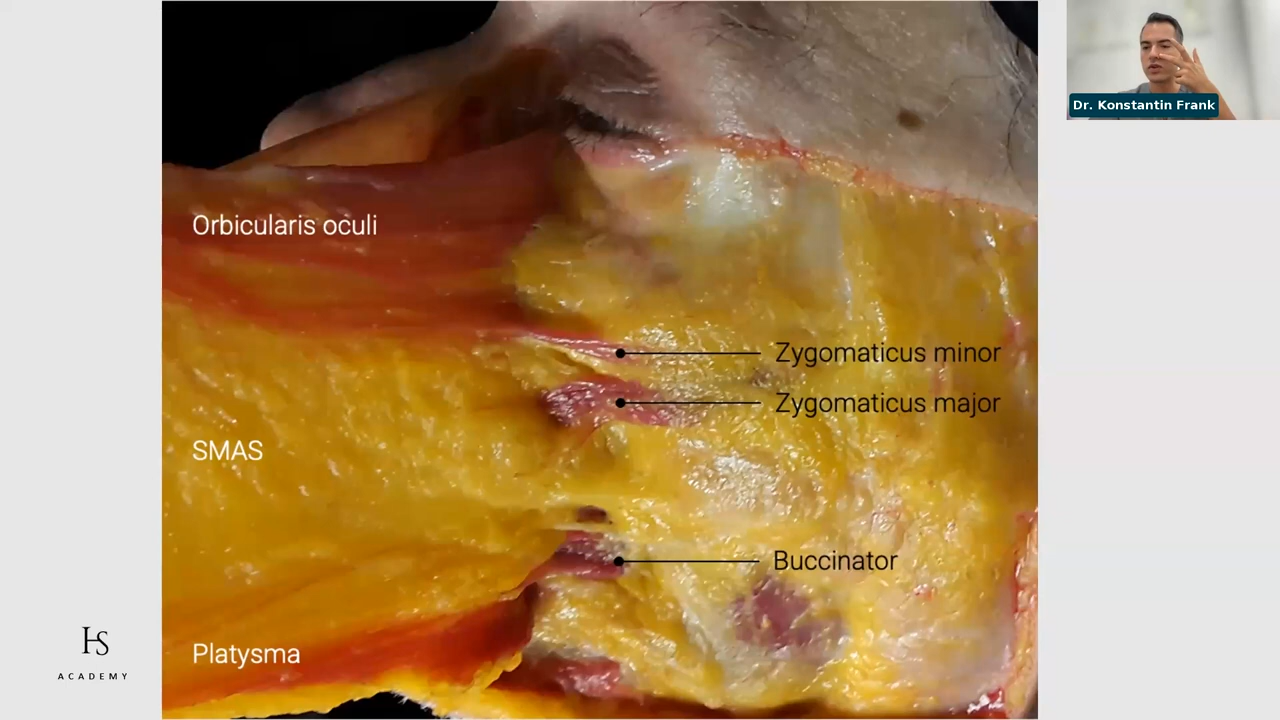 Dr. Konstantin Frank
Orbicularis oculi
Zygomaticus minor
Zygomaticus major
SMAS
Buccinator
Platysma
HS
ACADEMY